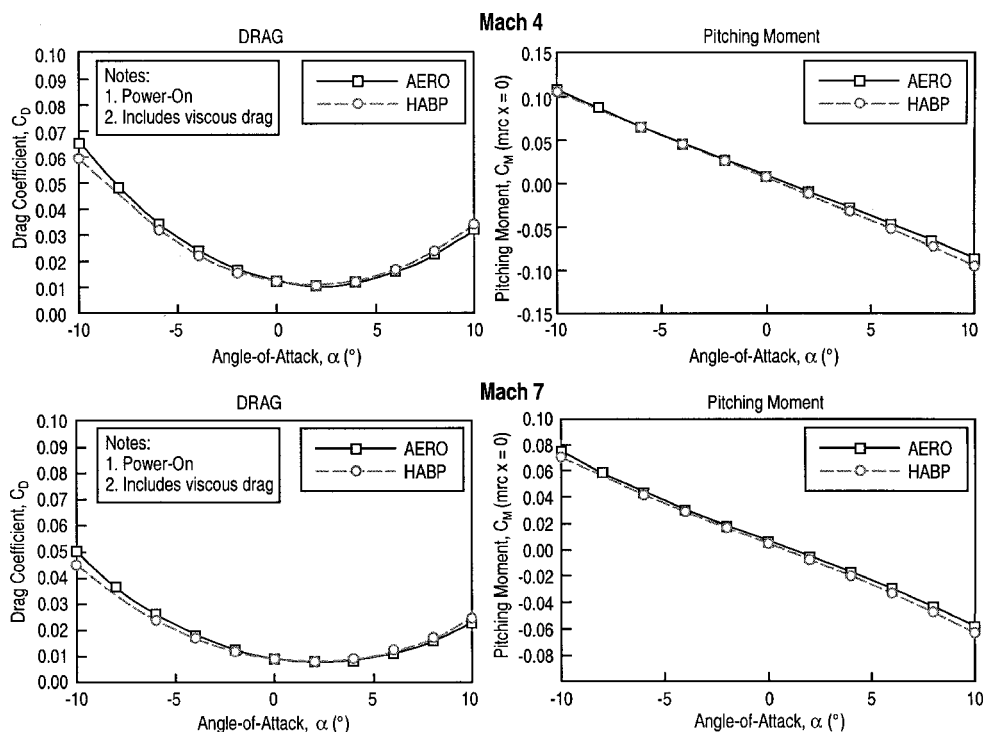 Mach 4
DRAG
Drag Coefficient, C_D
0.10
0.09
0.08
0.07
0.06
0.05
0.04
0.03
0.02
0.01
0.00
Notes:
1. Power-On
2. Includes viscous drag
AERO
HABP
-10
-5
0
5
10
Angle-of-Attack, α (°)
Pitching Moment
Pitching Moment, C_M (mrc x = 0)
0.15
0.10
0.05
0.00
-0.05
-0.10
-0.15
AERO
HABP
-10
-5
0
5
10
Angle-of-Attack, α (°)
Mach 7
DRAG
Drag Coefficient, C_D
0.10
0.09
0.08
0.07
0.06
0.05
0.04
0.03
0.02
0.01
0.00
Notes:
1. Power-On
2. Includes viscous drag
AERO
HABP
-10
-5
0
5
10
Angle-of-Attack, α (°)
Pitching Moment
Pitching Moment, C_M (mrc x = 0)
0.10
0.08
0.06
0.04
0.02
0.00
-0.02
-0.04
-0.06
-0.08
AERO
HABP
-10
-5
0
5
10
Angle-of-Attack, α (°)